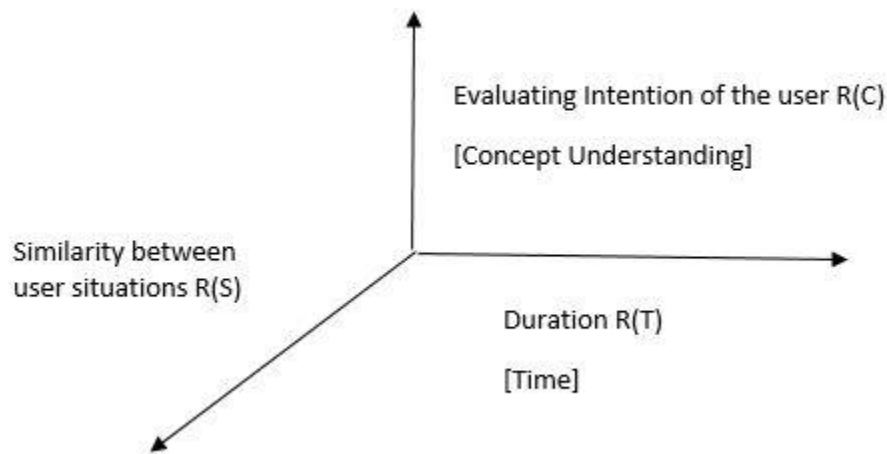 Evaluating Intention of the user R(C)
[Concept Understanding]
Similarity between
user situations R(S)
Duration R(T)
[Time]